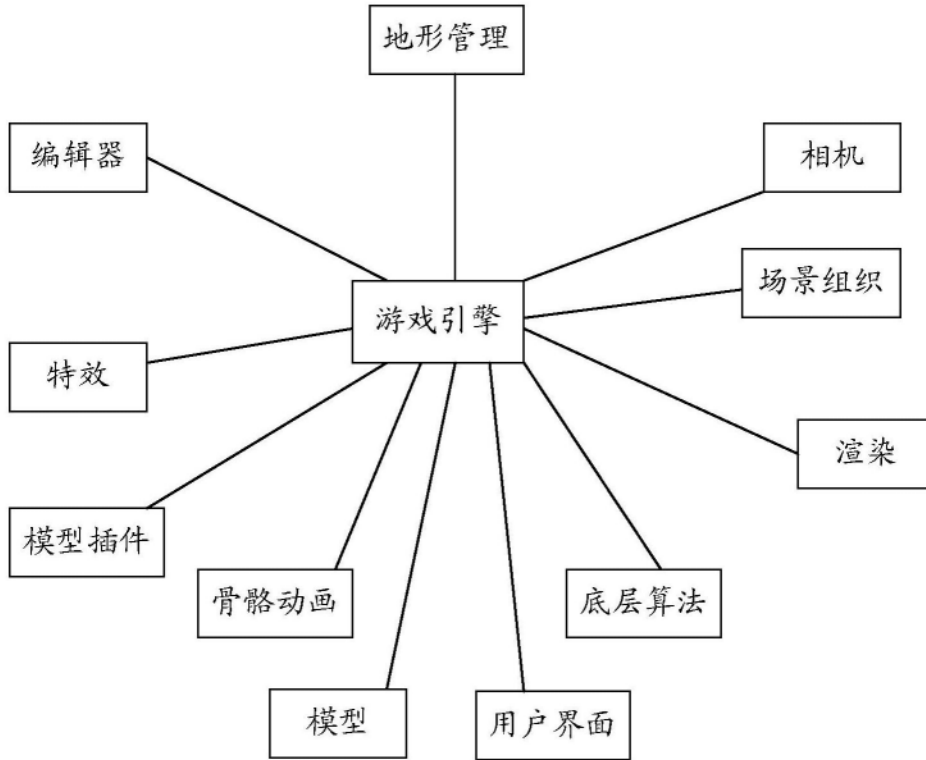 地形管理
编辑器
相机
场景组织
游戏引擎
特效
渲染
模型插件
骨骼动画
底层算法
模型
用户界面